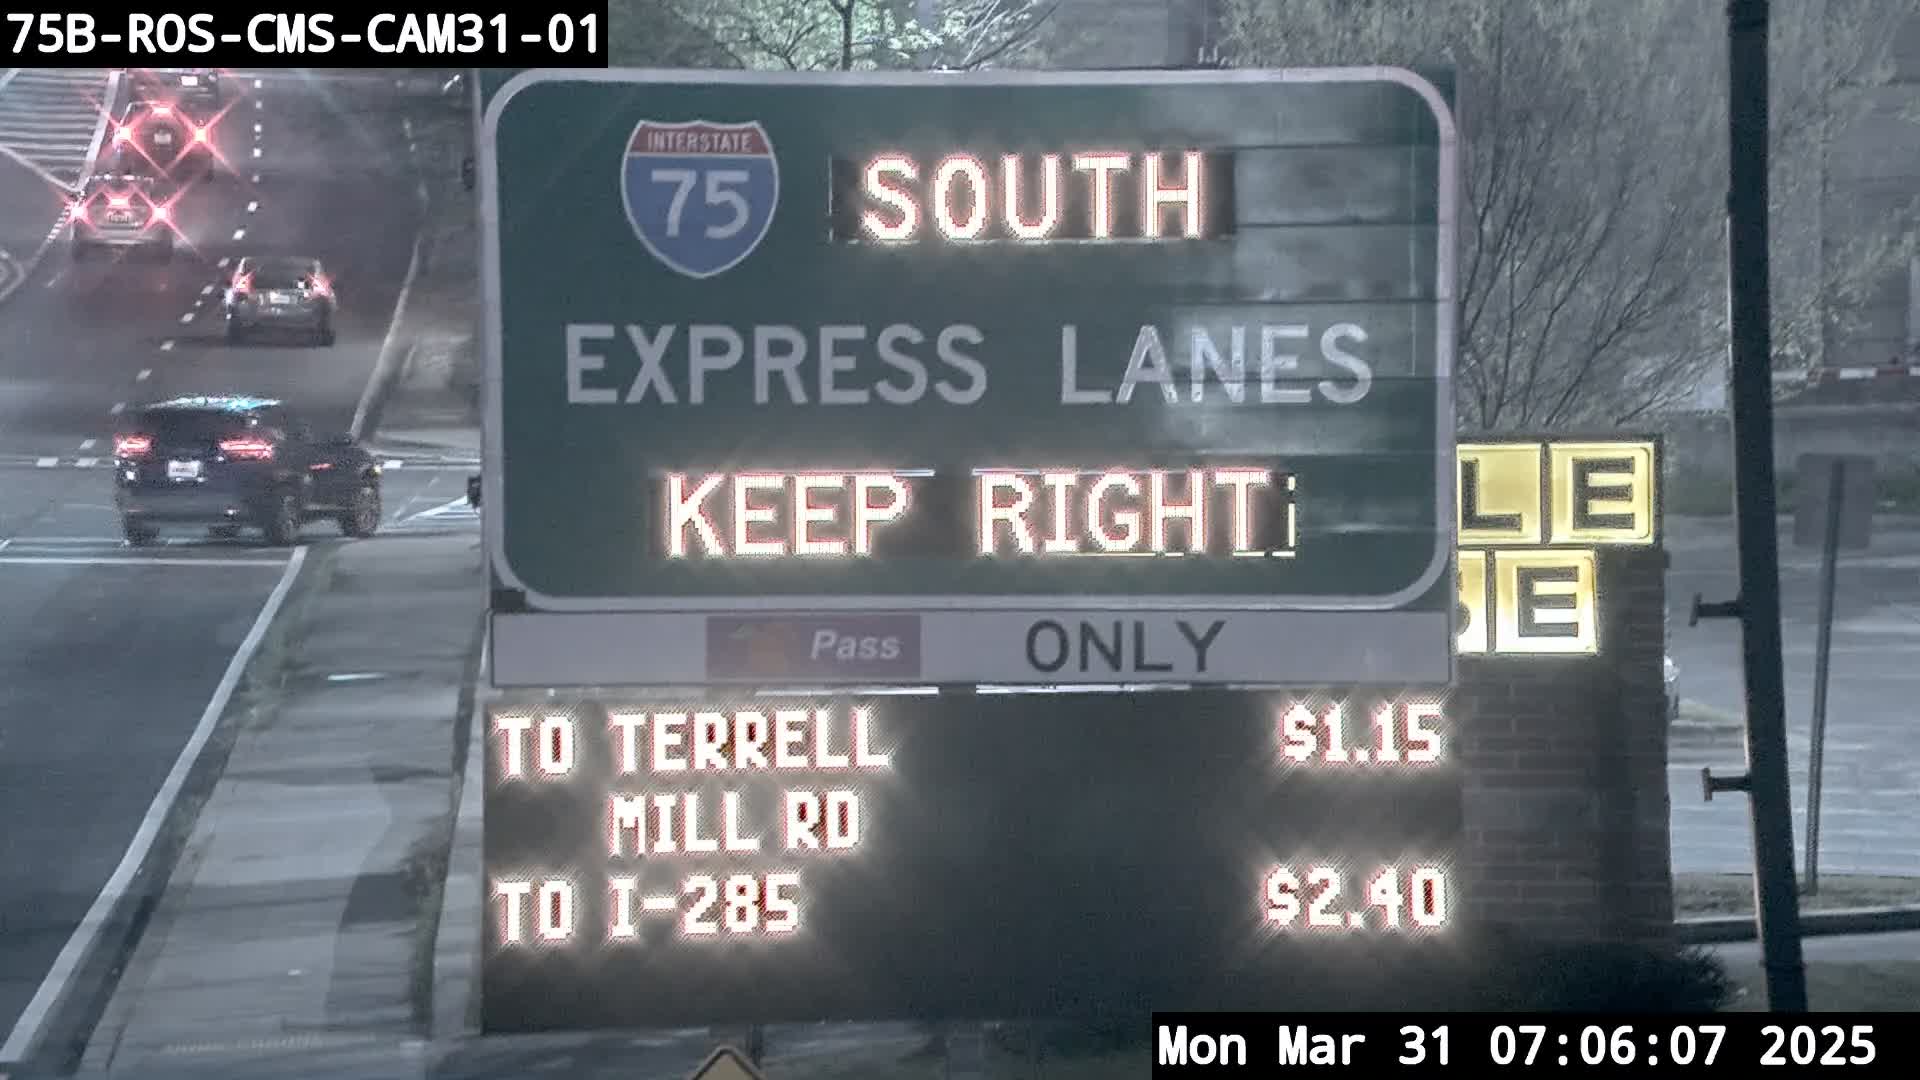 75B-ROS-CMS-CAM31-01
INTERSTATE
75
SOUTH
EXPRESS LANES
KEEP RIGHT
Pass ONLY
TO TERRELL $1.15
MILL RD
TO I-285 $2.40
LE
E
Mon Mar 31 07:06:07 2025